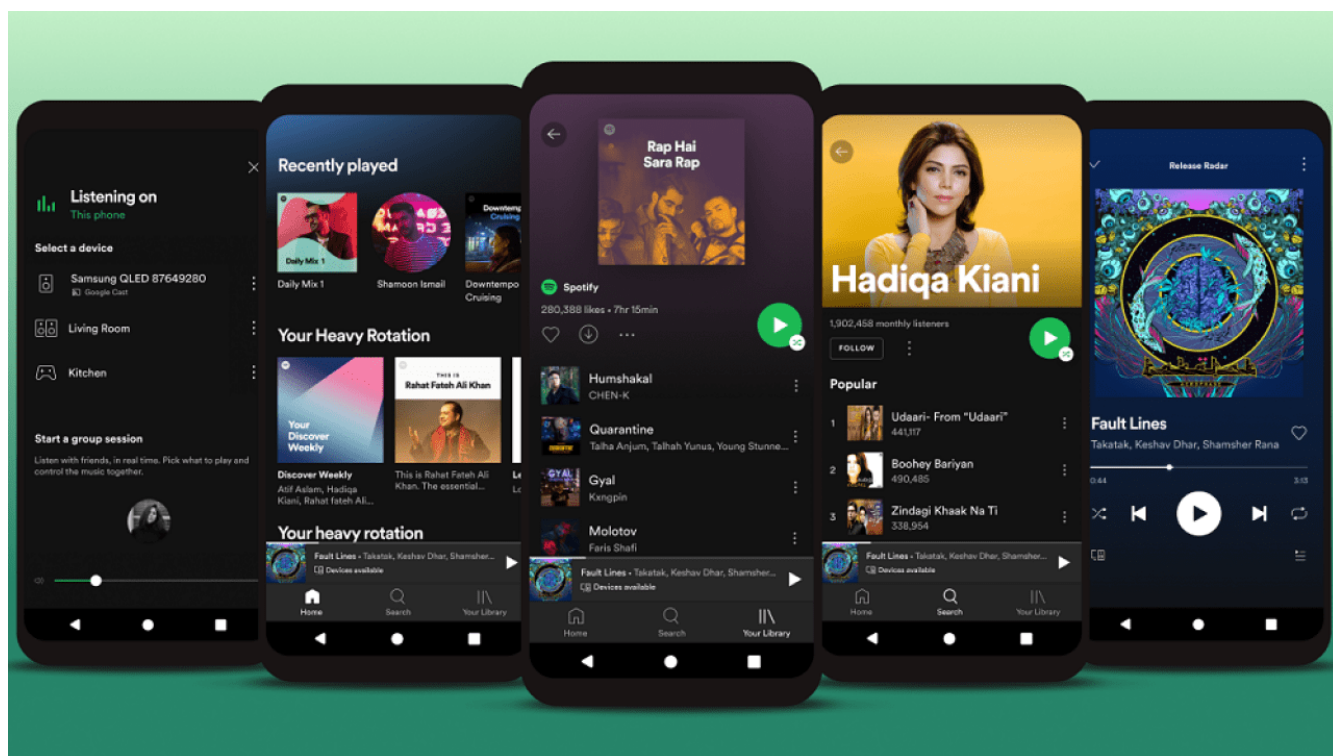 Listening on
This phone
Select a device
Samsung QLED 87649280
Google Cast
Living Room
Kitchen
Start a group session
Listen with friends, in real time. Pick what to play and
control the music together.
Recently played
Daily Mix 1
Downtemp
Cruising
Daily Mix 1
Shamoon Ismail
Downtempo
Cruising
Your Heavy Rotation
Your
Discover
Weekly
THIS IS
Rahat Fateh Ali Khan
Discover Weekly
Atif Aslam, Hadiqa
Kiani, Rahat fateh Ali...
This is Rahat Fateh Ali
Khan. The essential...
Your heavy rotation
Fault Lines • Takatak, Keshav Dhar, Shamsher...
Devices available
Home
Search
Your Library
Rap Hai
Sara Rap
Spotify
280,388 likes • 7hr 15min
Humshakal
CHEN-K
Quarantine
Talha Anjum, Talhah Yunus, Young Stunne...
GYAL
Gyal
Kxngpin
Molotov
Faris Shafi
Fault Lines • Takatak, Keshav Dhar, Shamsher...
Devices available
Home
Search
Your Library
Hadiqa Kiani
1,902,458 monthly listeners
FOLLOW
Popular
1
Udaari- From "Udaari"
441,117
2
Boohey Bariyan
490,485
3
Zindagi Khaak Na Ti
338,954
Fault Lines • Takatak, Keshav Dhar, Shamsher...
Devices available
Home
Search
Your Library
Release Radar
Fault Lines
Takatak, Keshav Dhar, Shamsher Rana
0:44
3:13